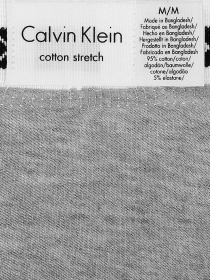 Calvin Klein
cotton stretch
M/M
Made in Bangladesh/
Fabriqué au Bangladesh/
Hecho en Bangladesh/
Hergestellt in Bangladesh/
Prodotto in Bangladesh/
Fabricado en Bangladesh
95% cotton/coton/
algodón/baumwolle/
cotone/algodão
5% elastane/